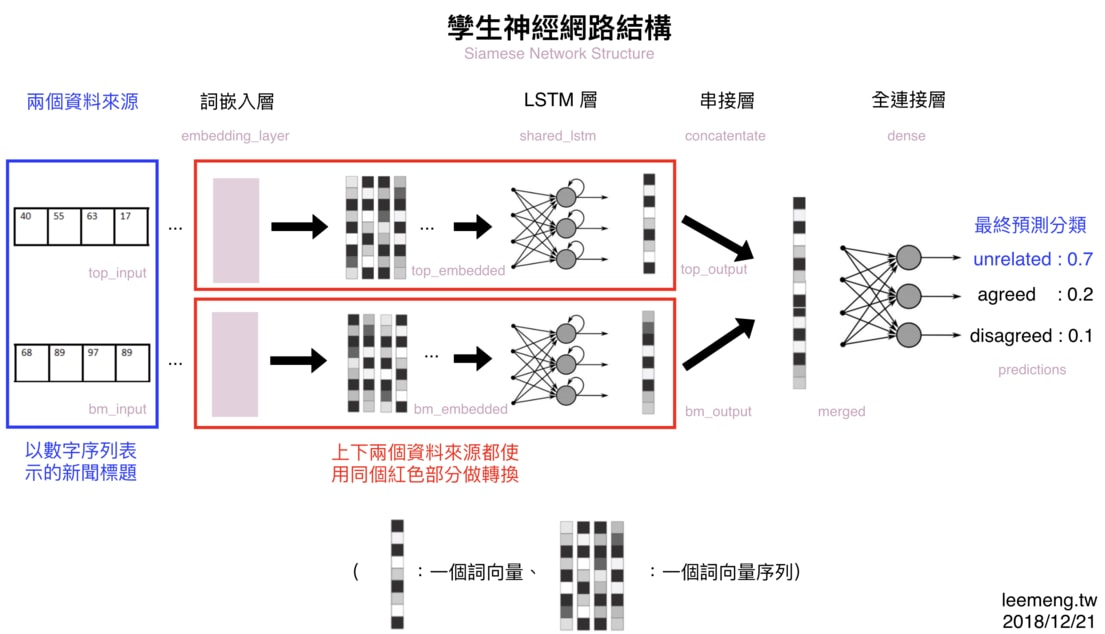 孿生神經網路結構
Siamese Network Structure
兩個資料來源
詞嵌入層
LSTM 層
串接層
全連接層
embedding_layer
shared_lstm
concatentate
dense
40 55 63 17
...
...
top_input
top_embedded
top_output
68 89 97 89
...
...
bm_input
bm_embedded
bm_output
merged
最終預測分類
unrelated : 0.7
agreed : 0.2
disagreed : 0.1
predictions
以數字序列表
示的新聞標題
上下兩個資料來源都使
用同個紅色部分做轉換
( ：一個詞向量、 ：一個詞向量序列)
leemeng.tw
2018/12/21